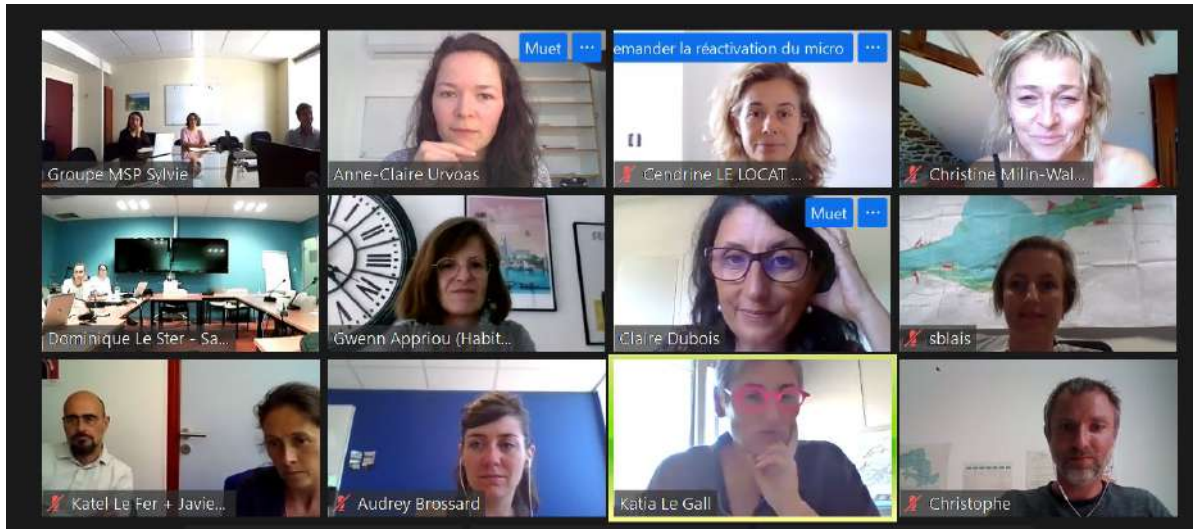 Muet
...
emander la réactivation du micro
...
Groupe MSP Sylvie
Anne-Claire Urvoas
Cendrine LE LOCAT ...
Christine Milin-Wal...
Muet
...
Dominique Le Ster - Sa...
Gwenn Appriou (Habit...
Claire Dubois
sblais
Katel Le Fer + Javie...
Audrey Brossard
Katia Le Gall
Christophe